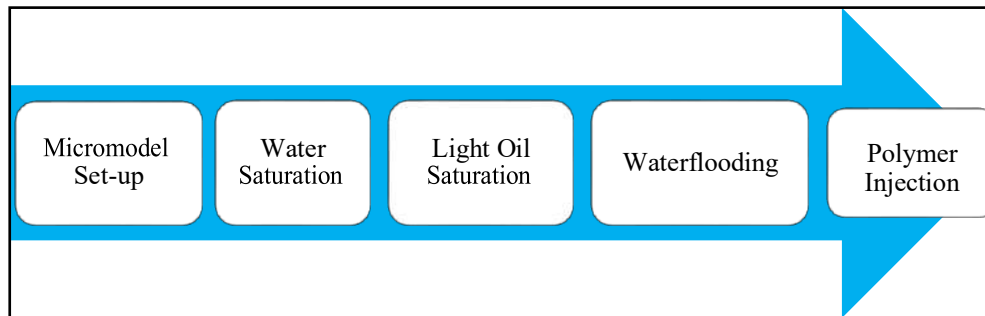 Micromodel
Set-up
Water
Saturation
Light Oil
Saturation
Waterflooding
Polymer
Injection